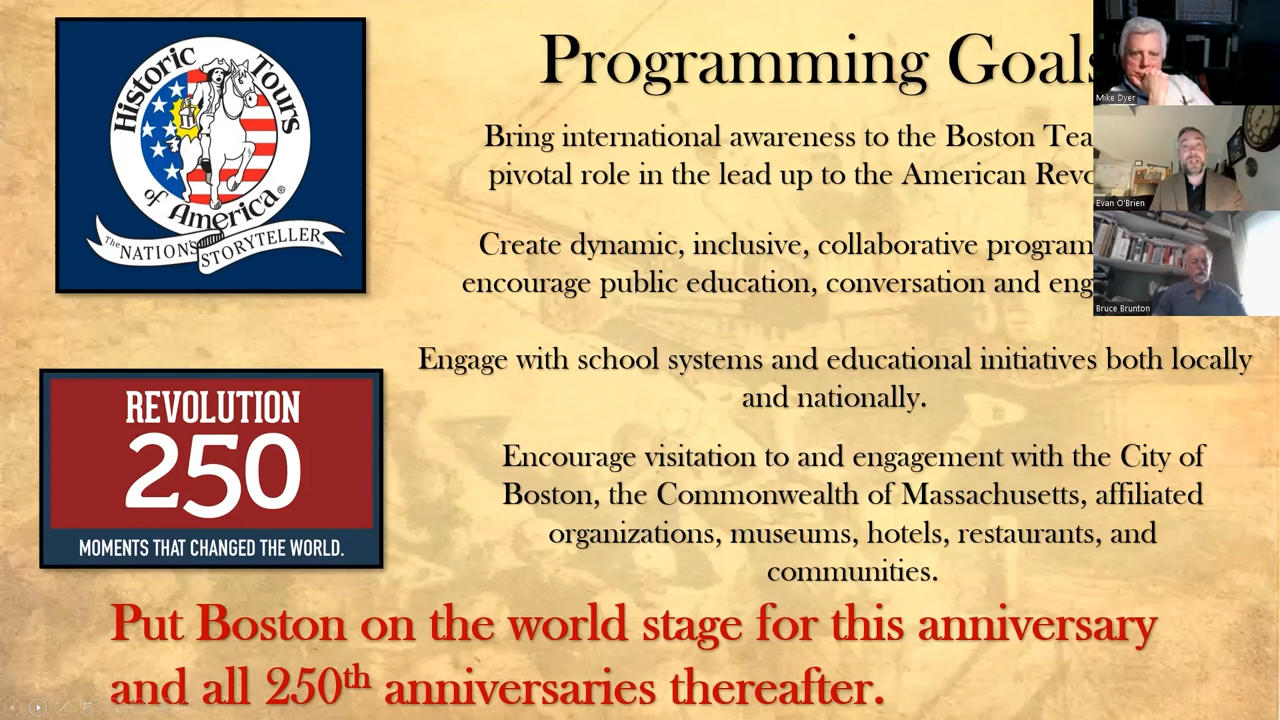 Historic Tours
of America®
The NATION'S STORYTELLER®
REVOLUTION
250
MOMENTS THAT CHANGED THE WORLD.
Programming Goals
Bring international awareness to the Boston Tea
pivotal role in the lead up to the American Revo
Create dynamic, inclusive, collaborative program
encourage public education, conversation and eng
Engage with school systems and educational initiatives both locally
and nationally.
Encourage visitation to and engagement with the City of
Boston, the Commonwealth of Massachusetts, affiliated
organizations, museums, hotels, restaurants, and
communities.
Put Boston on the world stage for this anniversary
and all 250th anniversaries thereafter.
Mike Dyer
Evan O'Brien
Bruce Brunton